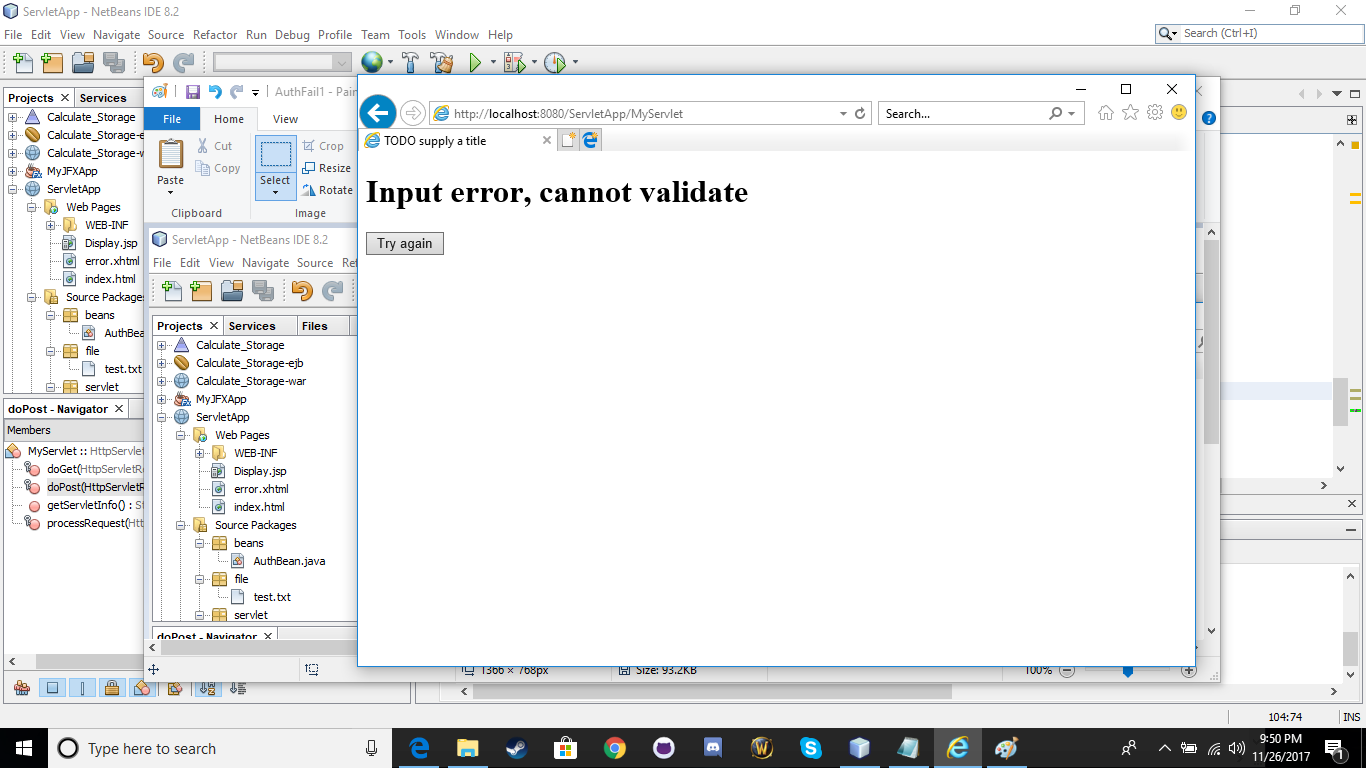 ServletApp - NetBeans IDE 8.2
File Edit View Navigate Source Refactor Run Debug Profile Team Tools Window Help
Search (Ctrl+I)
Projects Services
Calculate_Storage
Calculate_Storage-e
Calculate_Storage-w
MyJFXApp
ServletApp
Web Pages
WEB-INF
Display.jsp
error.xhtml
index.html
Source Packages
beans
AuthBea
file
test.txt
servlet
doPost - Navigator
Members
MyServlet :: HttpServlet
doGet(HttpServletRe
doPost(HttpServletR
getServletInfo() : St
processRequest(Htt
AuthFail1 - Pain
File Home View
Paste
Cut
Copy
Clipboard
Select
Crop
Resize
Rotate
Image
ServletApp - NetBeans IDE 8.2
File Edit View Navigate Source Ref
Projects Services Files
Calculate_Storage
Calculate_Storage-ejb
Calculate_Storage-war
MyJFXApp
ServletApp
Web Pages
WEB-INF
Display.jsp
error.xhtml
index.html
Source Packages
beans
AuthBean.java
file
test.txt
servlet
doPost - Navigator
1366 × 768px
Size: 93.2KB
100%
http://localhost:8080/ServletApp/MyServlet
Search...
TODO supply a title
Input error, cannot validate
Try again
104:74 INS
Type here to search
9:50 PM
11/26/2017
1